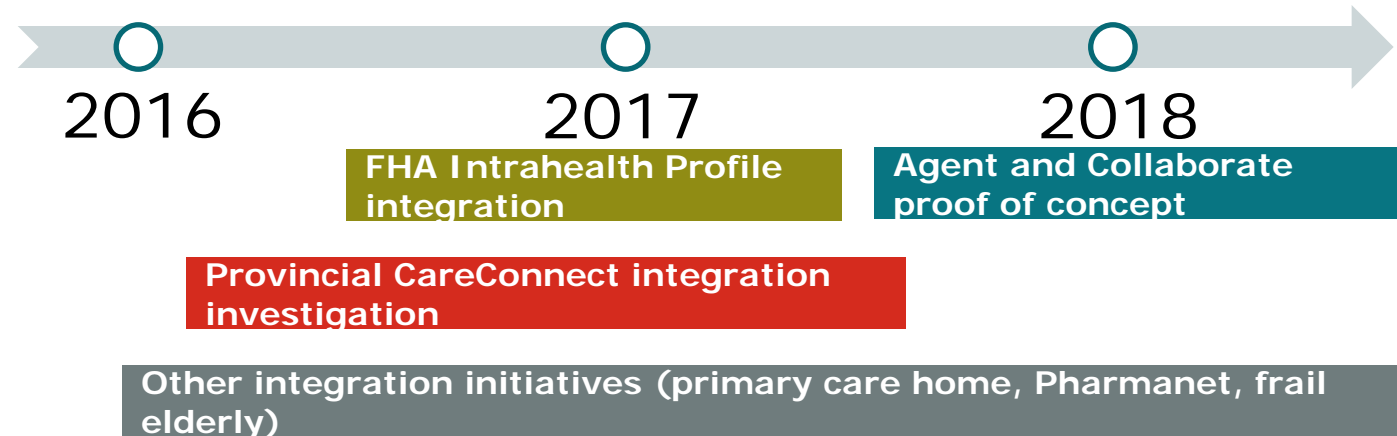 2016 2017 2018
FHA Intrahealth Profile
integration
Agent and Collaborate
proof of concept
Provincial CareConnect integration
investigation
Other integration initiatives (primary care home, Pharmanet, frail
elderly)